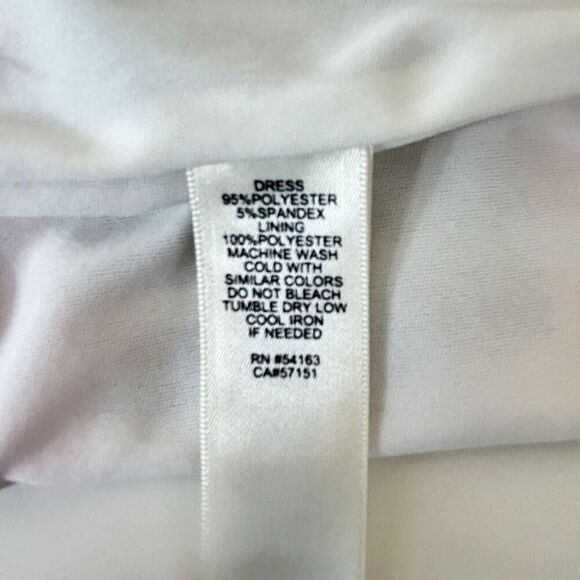 DRESS
95%POLYESTER
5%SPANDEX
LINING
100%POLYESTER
MACHINE WASH
COLD WITH
SIMILAR COLORS
DO NOT BLEACH
TUMBLE DRY LOW
COOL IRON
IF NEEDED
RN #54163
CA#57151